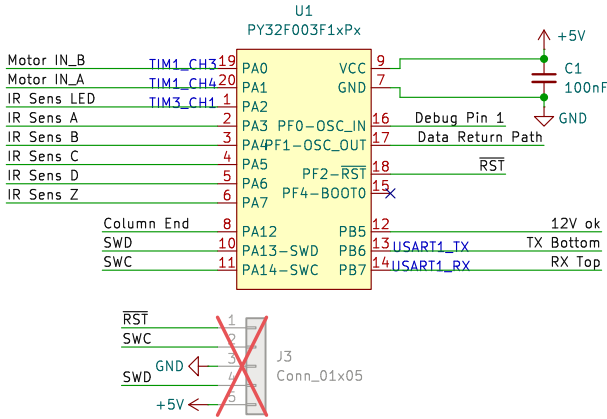 U1
PY32F003F1xPx
+5V
Motor IN_B TIM1_CH3 19 PA0 VCC 9
Motor IN_A TIM1_CH4 20 PA1 GND 7
C1
100nF
IR Sens LED TIM3_CH1 1 PA2
GND
IR Sens A 2 PA3 PF0-OSC_IN 16 Debug Pin 1
IR Sens B 3 PA4 PF1-OSC_OUT 17 Data Return Path
IR Sens C 4 PA5 PF2-RST 18 RST
IR Sens D 5 PA6 PF4-BOOT0 15
IR Sens Z 6 PA7
Column End 8 PA12 PB5 12 12V ok
SWD 10 PA13-SWD PB6 13 USART1_TX TX Bottom
SWC 11 PA14-SWC PB7 14 USART1_RX RX Top
RST 1
SWC 2
GND 3
SWD 4
+5V 5
J3
Conn_01x05